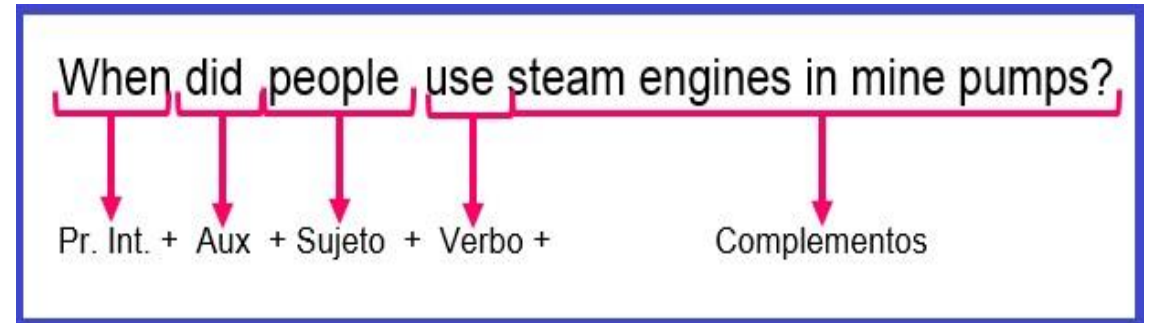 When did people use steam engines in mine pumps?
Pr. Int. + Aux + Sujeto + Verbo + Complementos